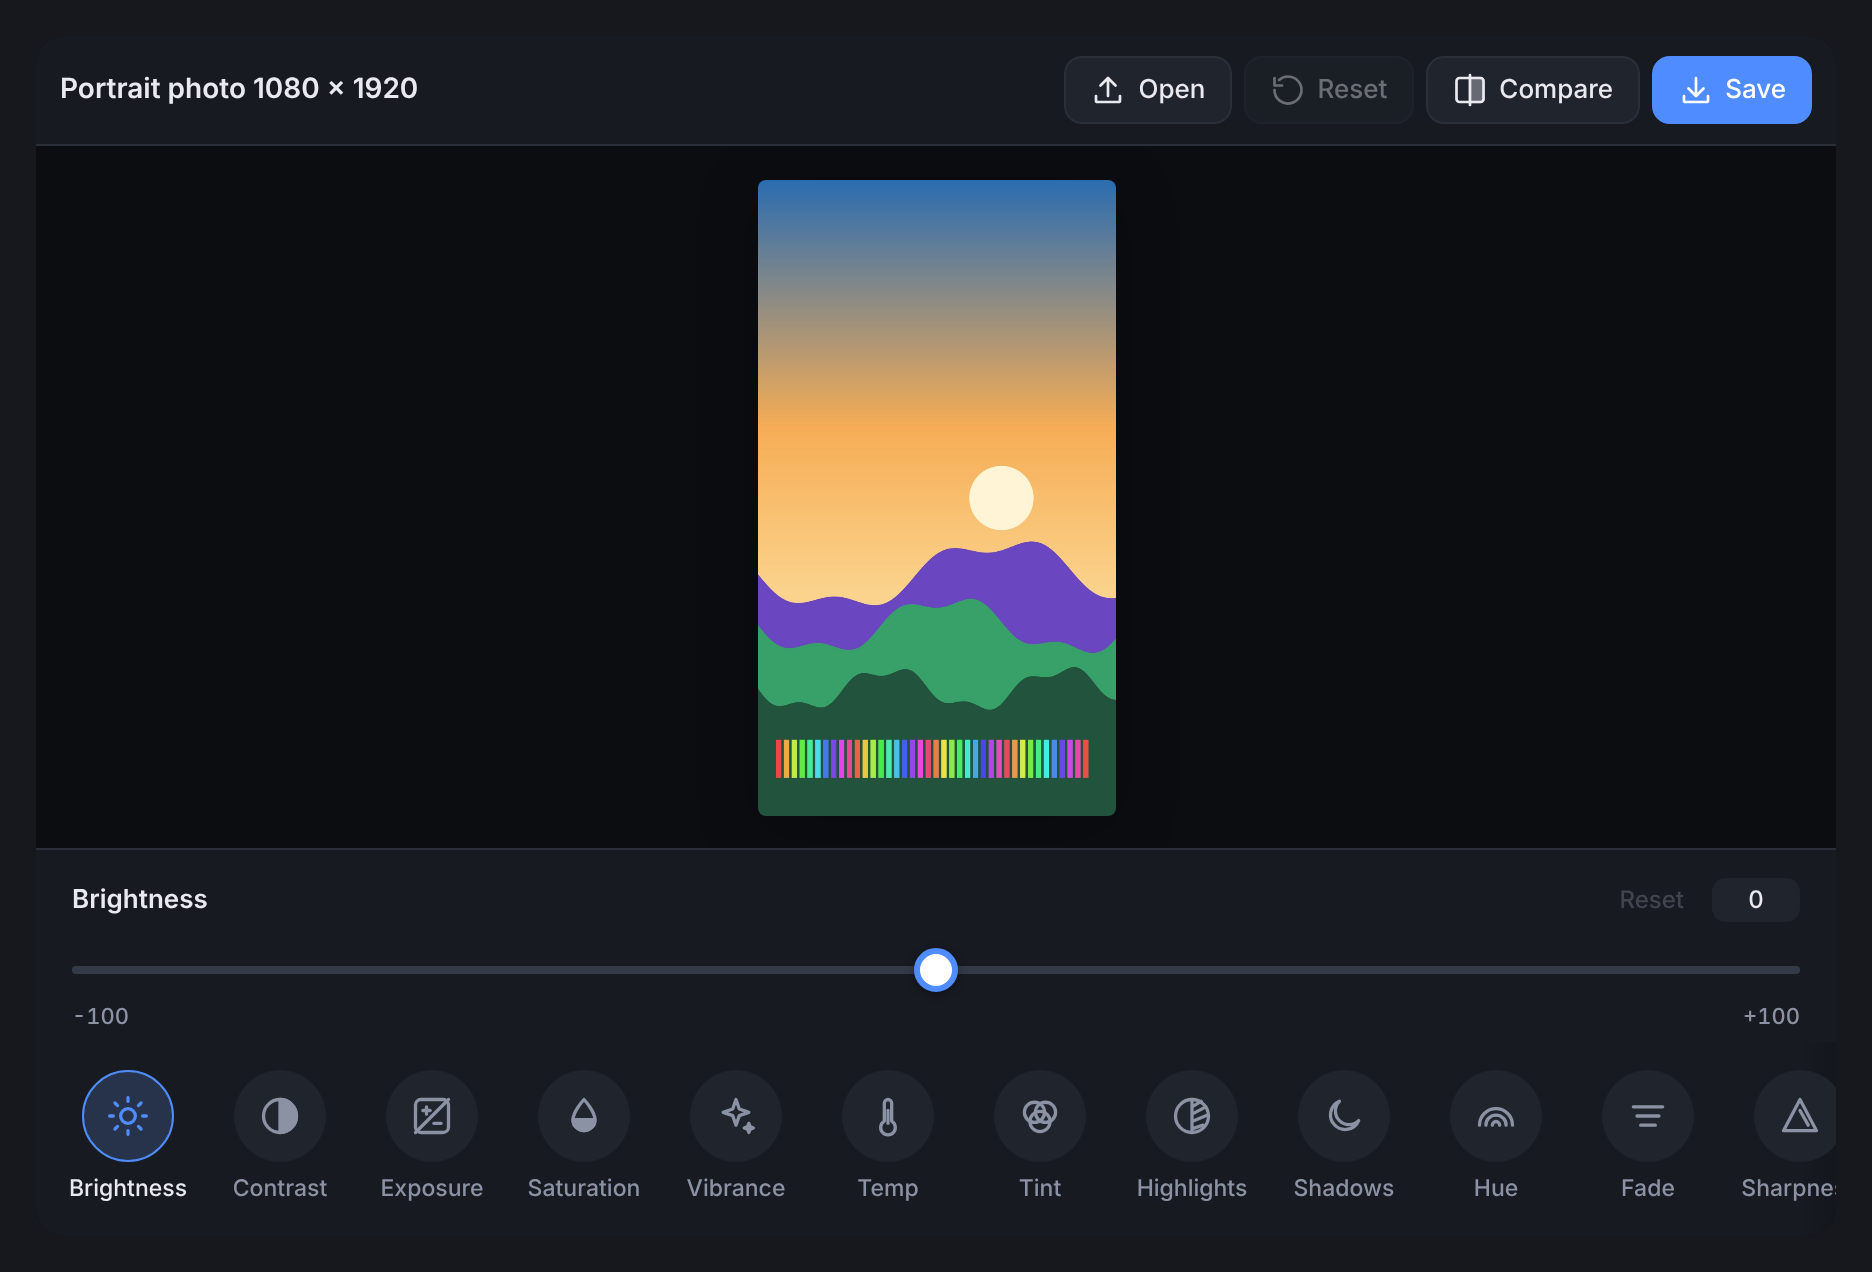 Portrait photo 1080 × 1920
Open
Reset
Compare
Save
Brightness
Reset
0
-100
+100
Brightness
Contrast
Exposure
Saturation
Vibrance
Temp
Tint
Highlights
Shadows
Hue
Fade
Sharpnes